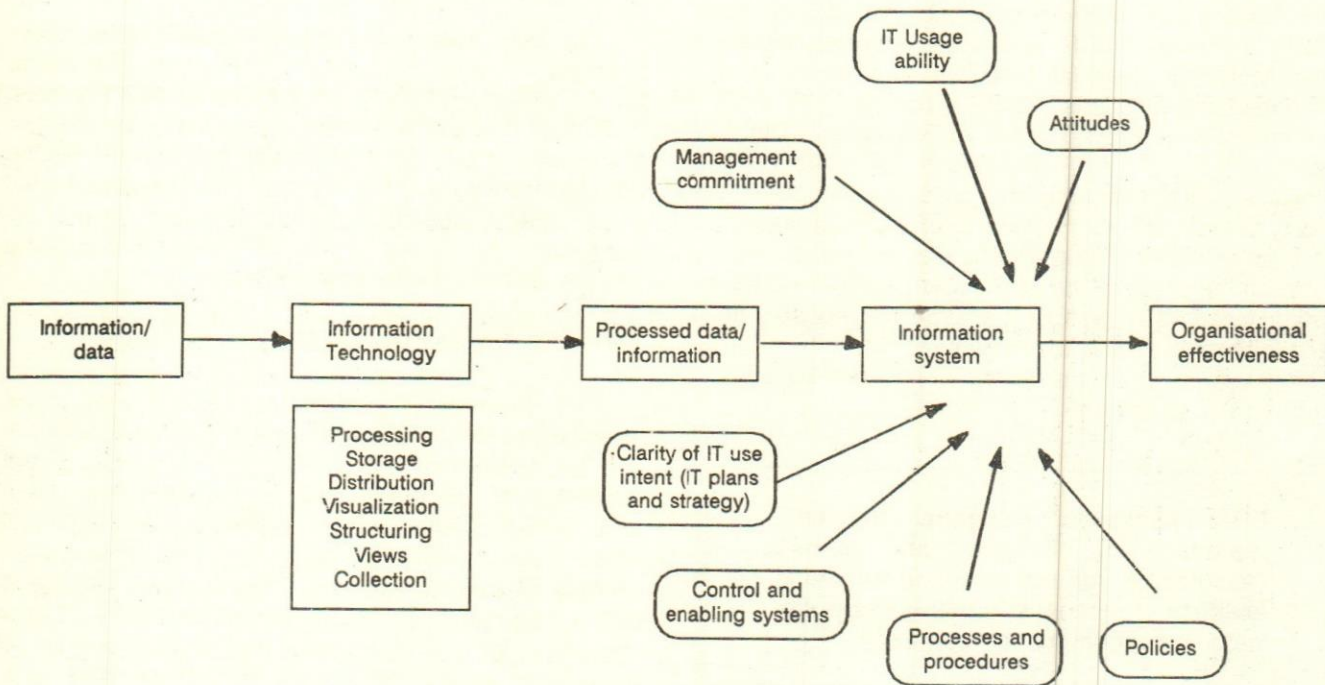 IT Usage
ability
Attitudes
Management
commitment
Information/
data
Information
Technology
Processed data/
information
Information
system
Organisational
effectiveness
Processing
Storage
Distribution
Visualization
Structuring
Views
Collection
Clarity of IT use
intent (IT plans
and strategy)
Control and
enabling systems
Processes and
procedures
Policies